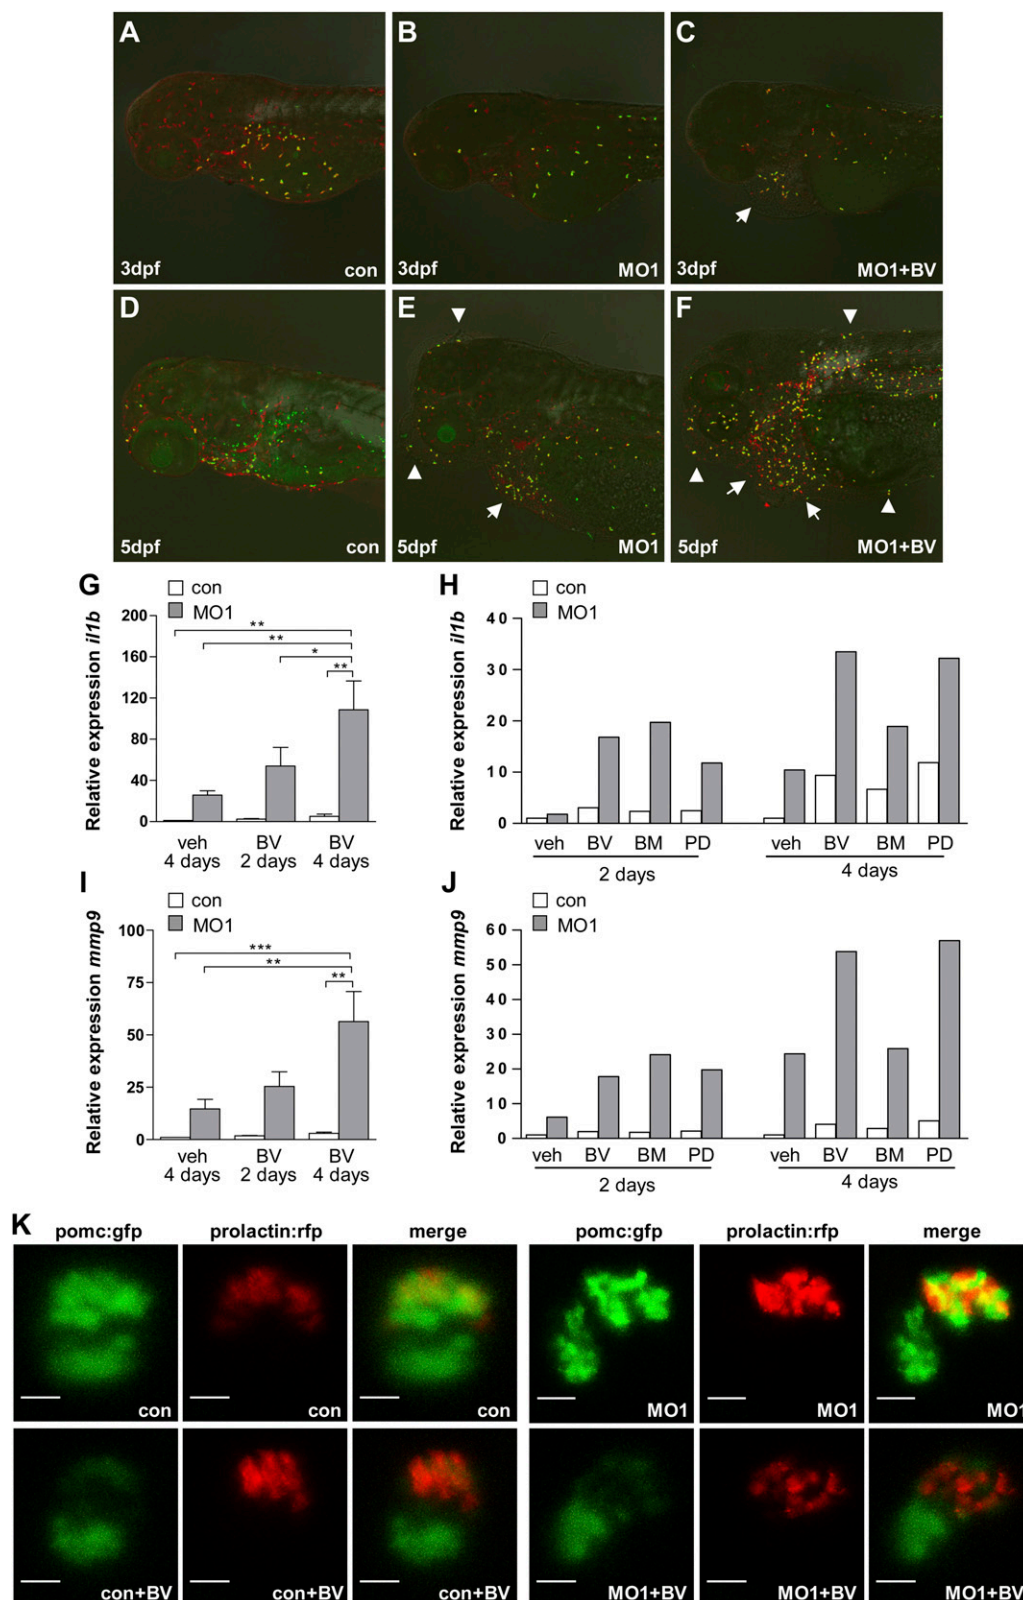 A
B
C
3dpf
con
3dpf
MO1
3dpf
MO1+BV
D
E
F
5dpf
con
5dpf
MO1
5dpf
MO1+BV
G
con
MO1
Relative expression il1b
200
160
120
80
40
0
**
**
*
**
veh
4 days
BV
2 days
BV
4 days
H
con
MO1
Relative expression il1b
40
30
20
10
0
veh BV BM PD
2 days
veh BV BM PD
4 days
I
con
MO1
Relative expression mmp9
100
75
50
25
0
***
**
**
veh
4 days
BV
2 days
BV
4 days
J
con
MO1
Relative expression mmp9
60
50
40
30
20
10
0
veh BV BM PD
2 days
veh BV BM PD
4 days
K
pomc:gfp prolactin:rfp merge pomc:gfp prolactin:rfp merge
con con con MO1 MO1 MO1
con+BV con+BV con+BV MO1+BV MO1+BV MO1+BV